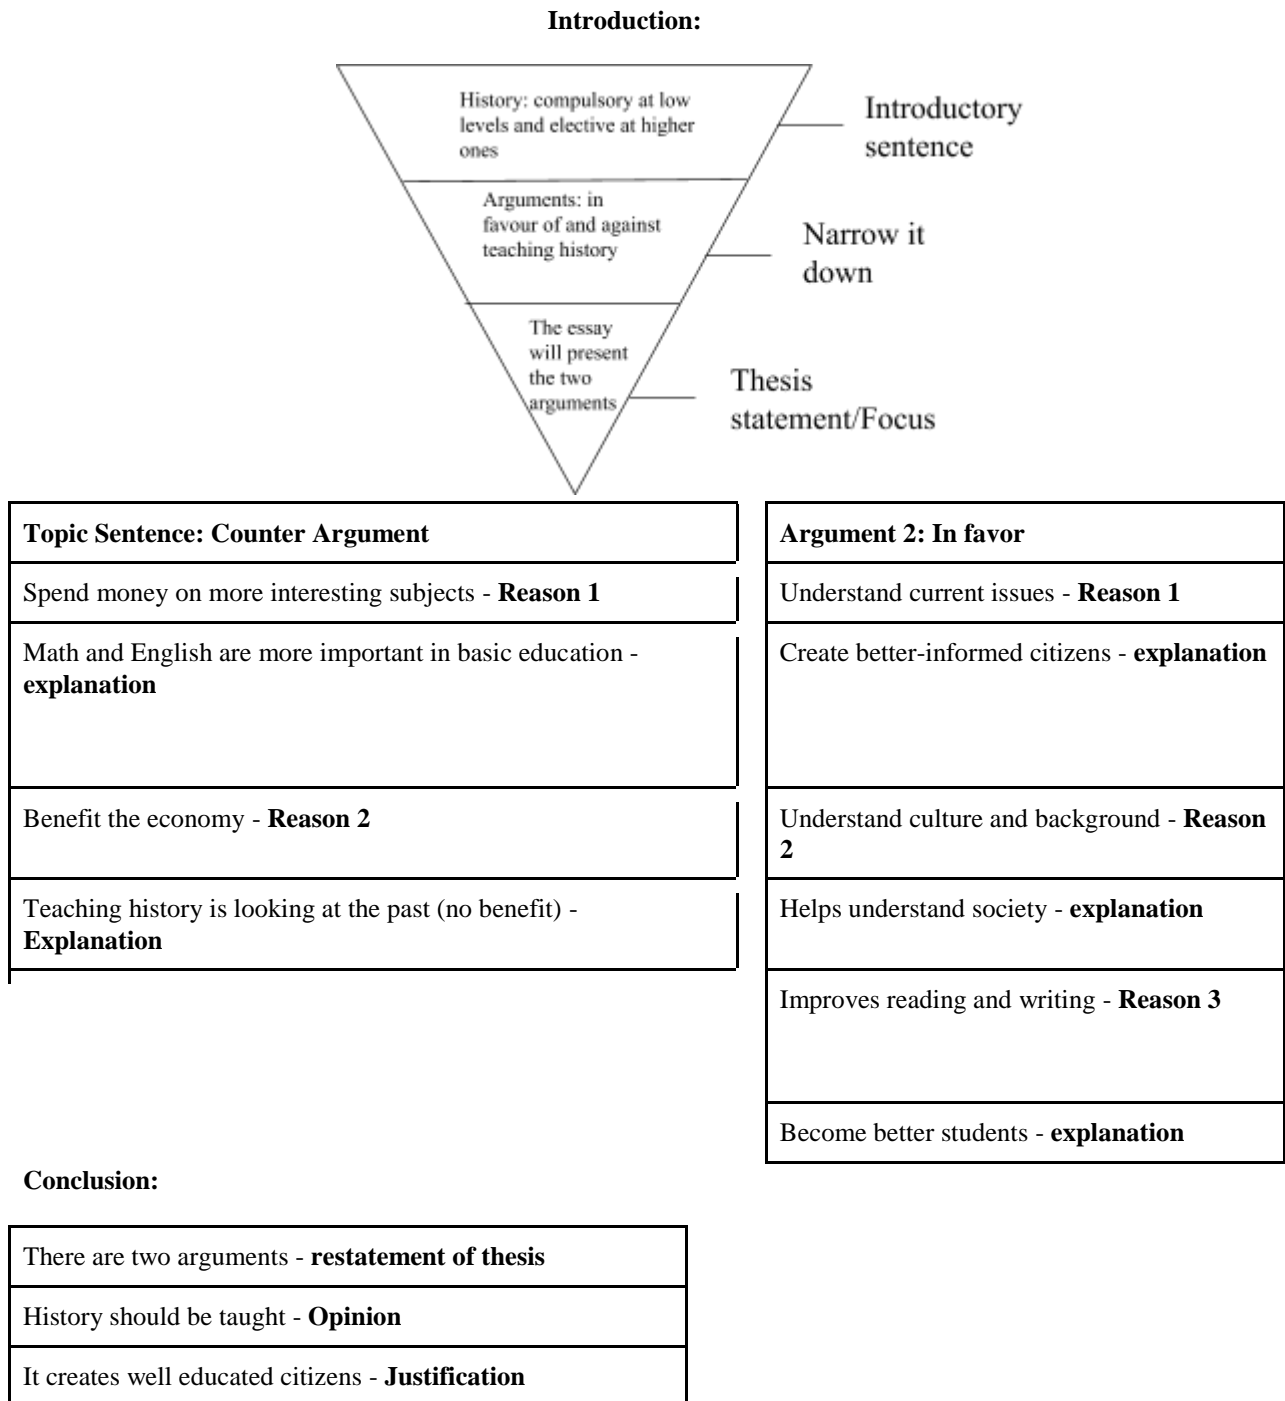 Introduction:
History: compulsory at low
levels and elective at higher
ones
Introductory
sentence
Arguments: in
favour of and against
teaching history
Narrow it
down
The essay
will present
the two
arguments
Thesis
statement/Focus
Topic Sentence: Counter Argument
Spend money on more interesting subjects - Reason 1
Math and English are more important in basic education -
explanation
Benefit the economy - Reason 2
Teaching history is looking at the past (no benefit) -
Explanation
Argument 2: In favor
Understand current issues - Reason 1
Create better-informed citizens - explanation
Understand culture and background - Reason
2
Helps understand society - explanation
Improves reading and writing - Reason 3
Become better students - explanation
Conclusion:
There are two arguments - restatement of thesis
History should be taught - Opinion
It creates well educated citizens - Justification